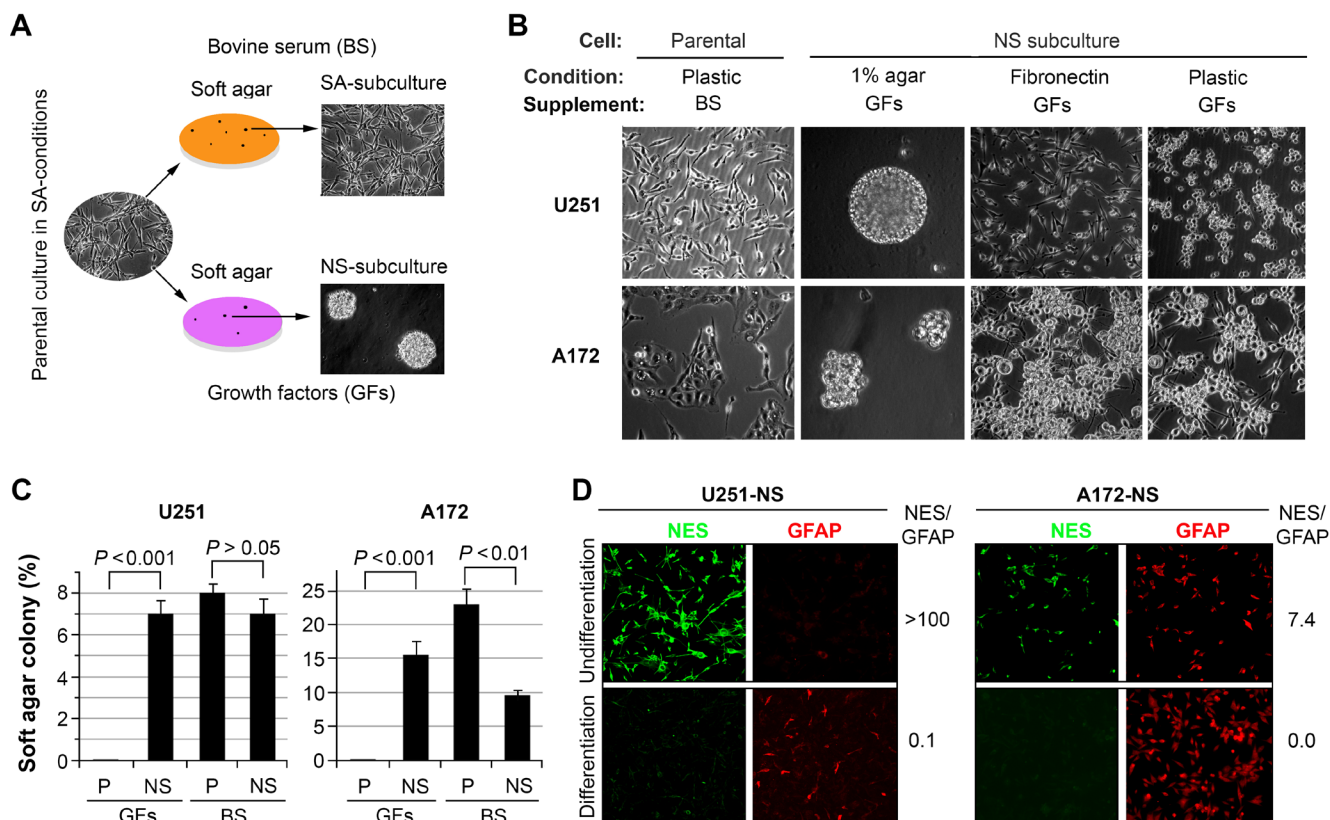 A
Bovine serum (BS)
Soft agar
SA-subculture
Parental culture in SA-conditions
Soft agar
NS-subculture
Growth factors (GFs)
B
Cell: Parental NS subculture
Condition: Plastic 1% agar Fibronectin Plastic
Supplement: BS GFs GFs GFs
U251
A172
C
U251 A172
Soft agar colony (%)
P < 0.001 P > 0.05
8
6
4
2
0
P NS P NS
GFs BS
P < 0.001 P < 0.01
25
20
15
10
5
0
P NS P NS
GFs BS
D
U251-NS A172-NS
NES GFAP NES/GFAP NES GFAP NES/GFAP
Undifferentiation >100 7.4
Differentiation 0.1 0.0